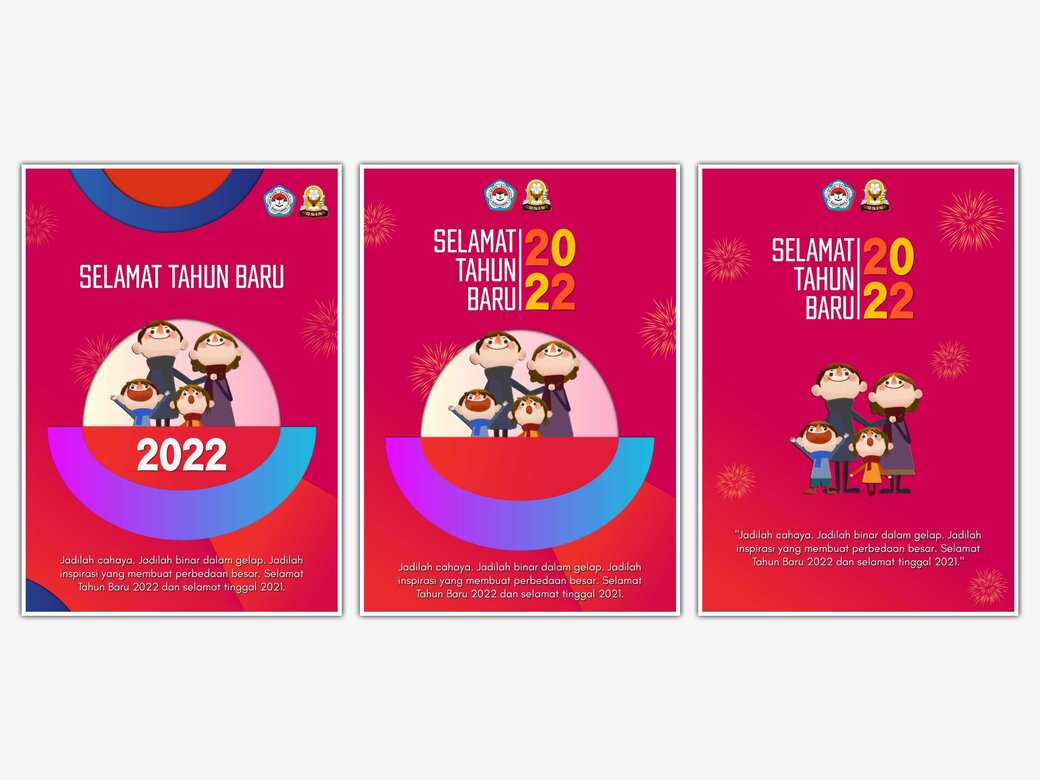 SELAMAT TAHUN BARU
2022
Jadilah cahaya. Jadilah binar dalam gelap. Jadilah
inspirasi yang membuat perbedaan besar. Selamat
Tahun Baru 2022 dan selamat tinggal 2021.
SELAMAT
TAHUN
BARU
20
22
Jadilah cahaya. Jadilah binar dalam gelap. Jadilah
inspirasi yang membuat perbedaan besar. Selamat
Tahun Baru 2022 dan selamat tinggal 2021.
SELAMAT
TAHUN
BARU
20
22
"Jadilah cahaya. Jadilah binar dalam gelap. Jadilah
inspirasi yang membuat perbedaan besar. Selamat
Tahun Baru 2022 dan selamat tinggal 2021."